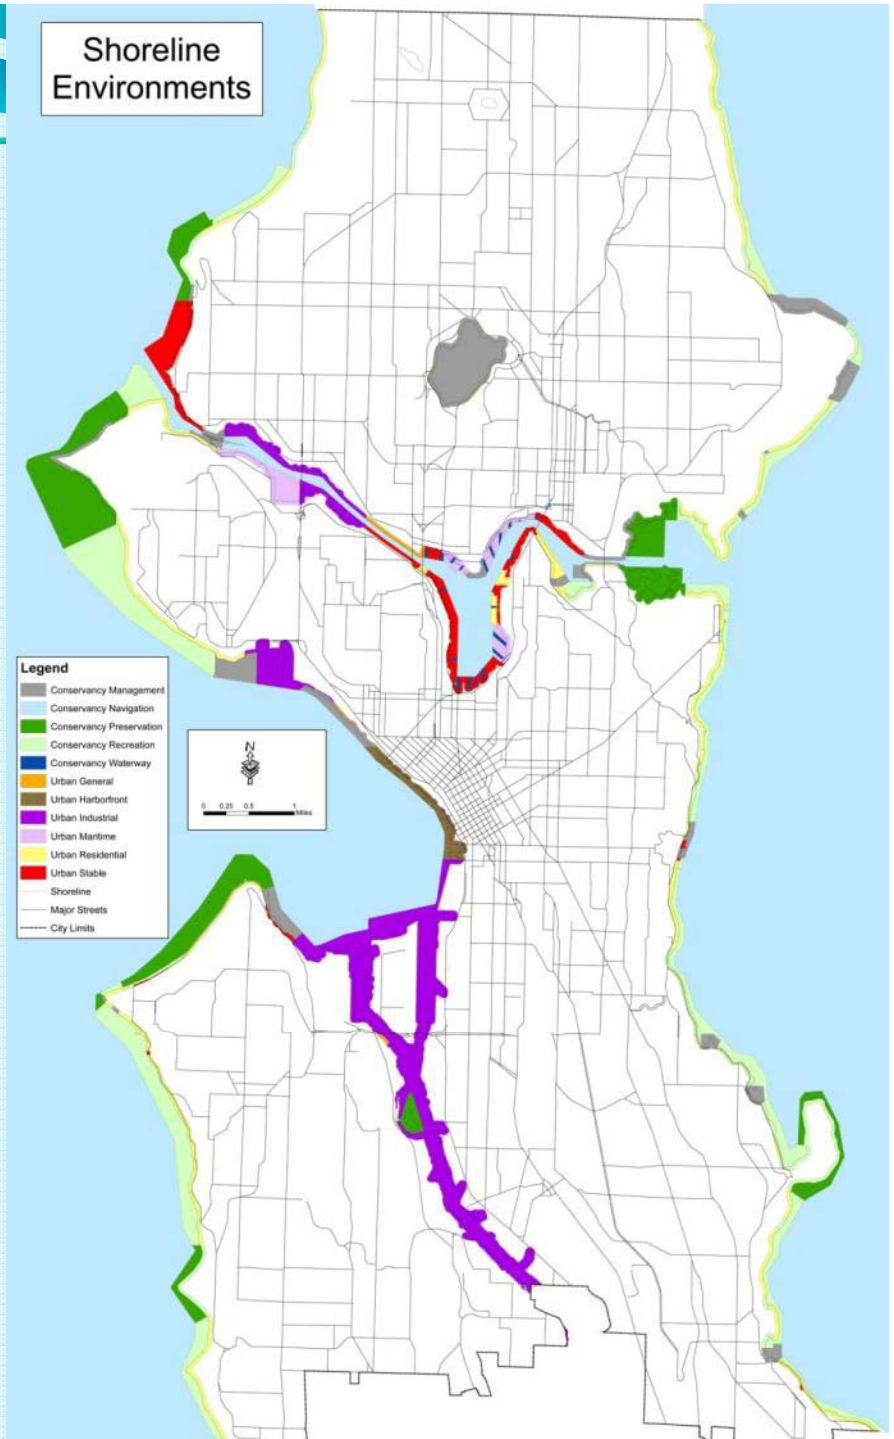 Shoreline
Environments
Legend
Conservancy Management
Conservancy Navigation
Conservancy Preservation
Conservancy Recreation
Conservancy Waterway
Urban General
Urban Harborfront
Urban Industrial
Urban Maritime
Urban Residential
Urban Stable
Shoreline
Major Streets
City Limits
N
0 0.25 0.5 1
Miles